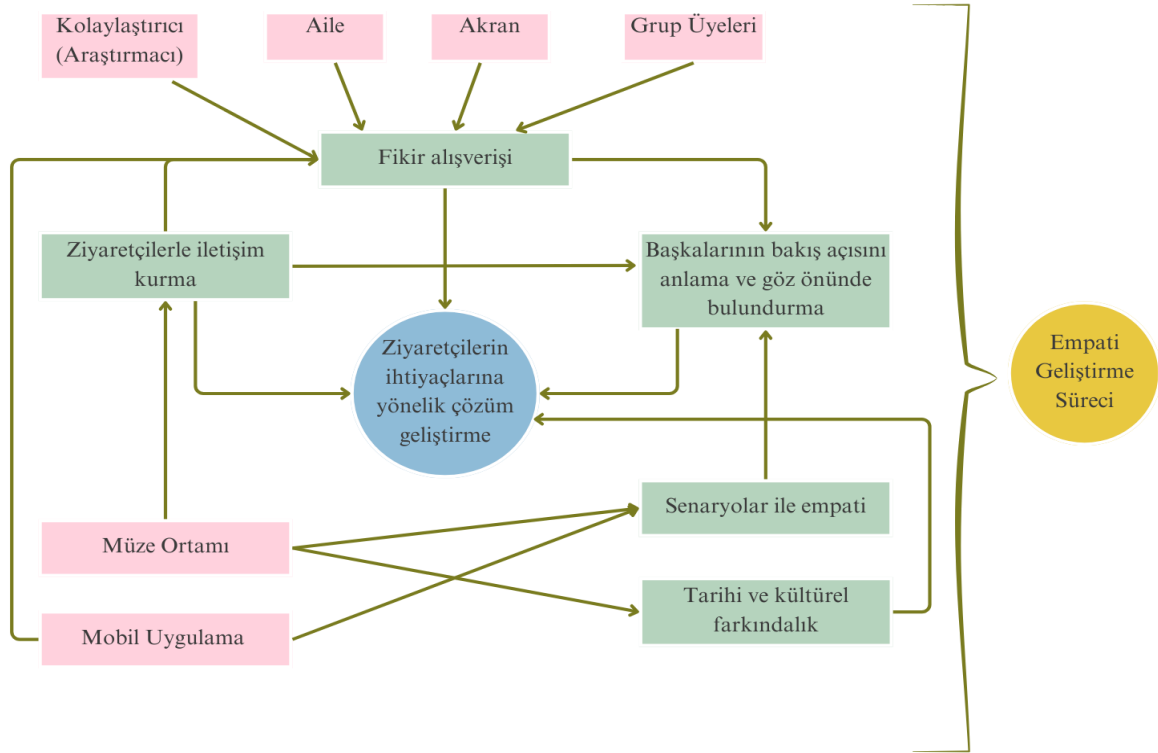 Kolaylaştırıcı
(Araştırmacı)
Aile
Akran
Grup Üyeleri
Fikir alışverişi
Ziyaretçilerle iletişim
kurma
Başkalarının bakış açısını
anlama ve göz önünde
bulundurma
Ziyaretçilerin
ihtiyaçlarına
yönelik çözüm
geliştirme
Empati
Geliştirme
Süreci
Senaryolar ile empati
Müze Ortamı
Tarihi ve kültürel
farkındalık
Mobil Uygulama